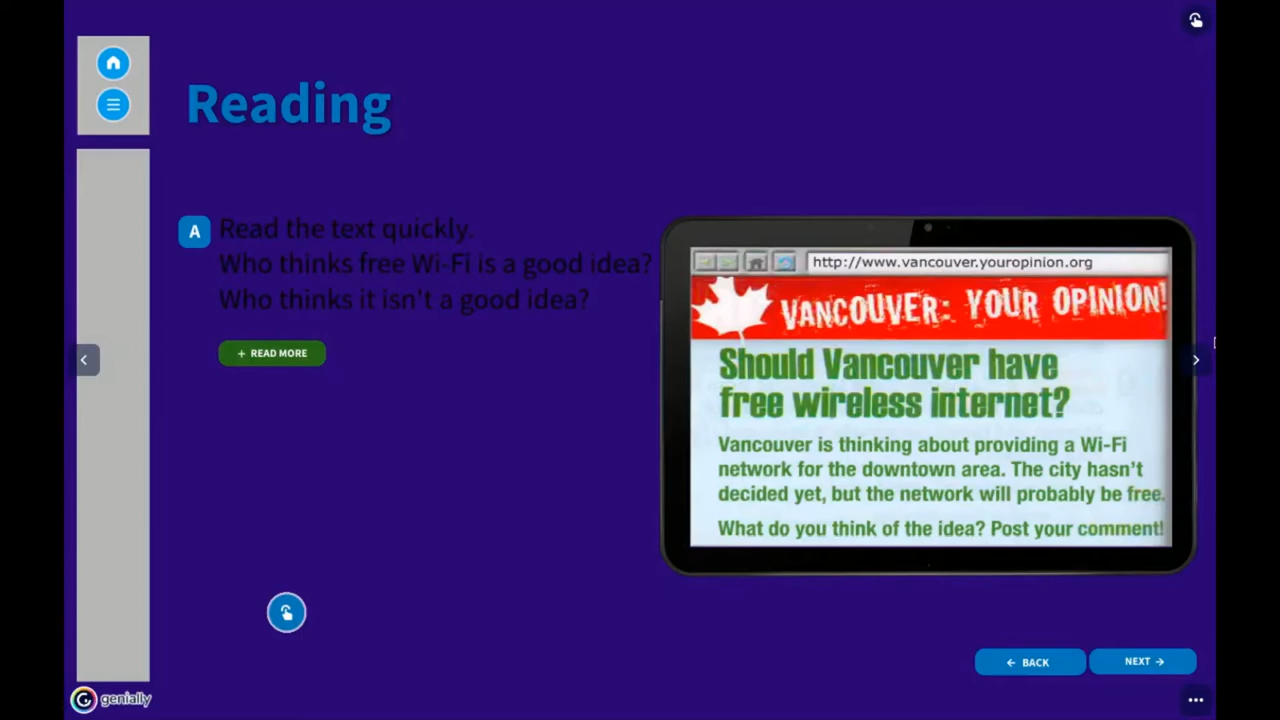 Reading
A
Read the text quickly.
Who thinks free Wi-Fi is a good idea?
Who thinks it isn't a good idea?
+ READ MORE
http://www.vancouver.youropinion.org
VANCOUVER: YOUR OPINION!
Should Vancouver have
free wireless internet?
Vancouver is thinking about providing a Wi-Fi
network for the downtown area. The city hasn't
decided yet, but the network will probably be free.
What do you think of the idea? Post your comment!
← BACK
NEXT →
genially